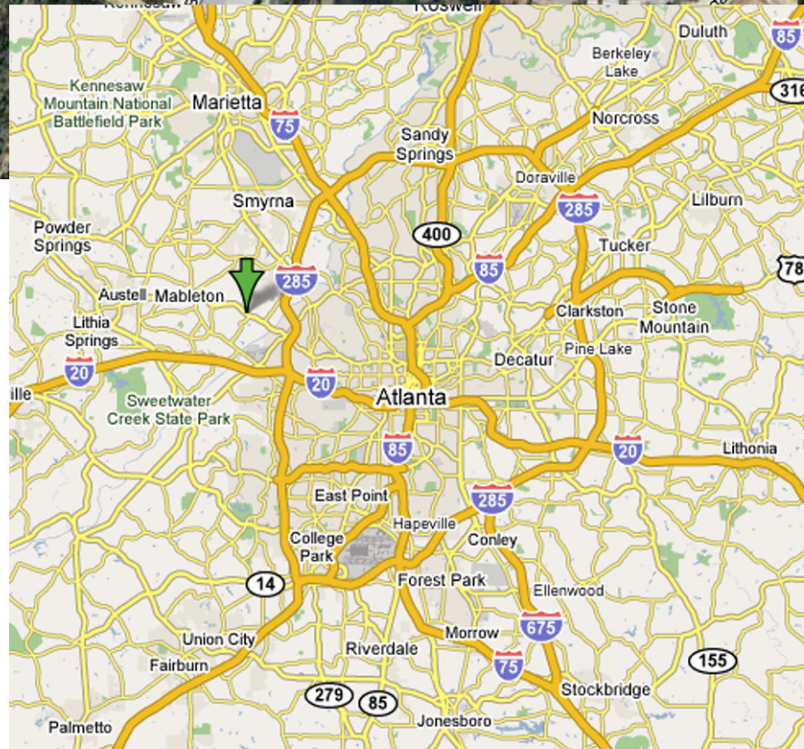 Kennesaw
Roswell
Duluth
85
Berkeley
Lake
316
Kennesaw
Mountain National
Battlefield Park
Marietta
75
Norcross
Sandy
Springs
Doraville
Smyrna
285
Lilburn
Powder
Springs
400
Tucker
85
78
285
Austell
Mableton
Clarkston
Stone
Mountain
Lithia
Springs
Pine Lake
Decatur
20
20
ille
Sweetwater
Creek State Park
Atlanta
85
20
Lithonia
East Point
285
Hapeville
College
Park
Conley
14
Forest Park
Ellenwood
675
Union City
Morrow
Riverdale
155
Fairburn
75
279
85
Stockbridge
Palmetto
Jonesboro